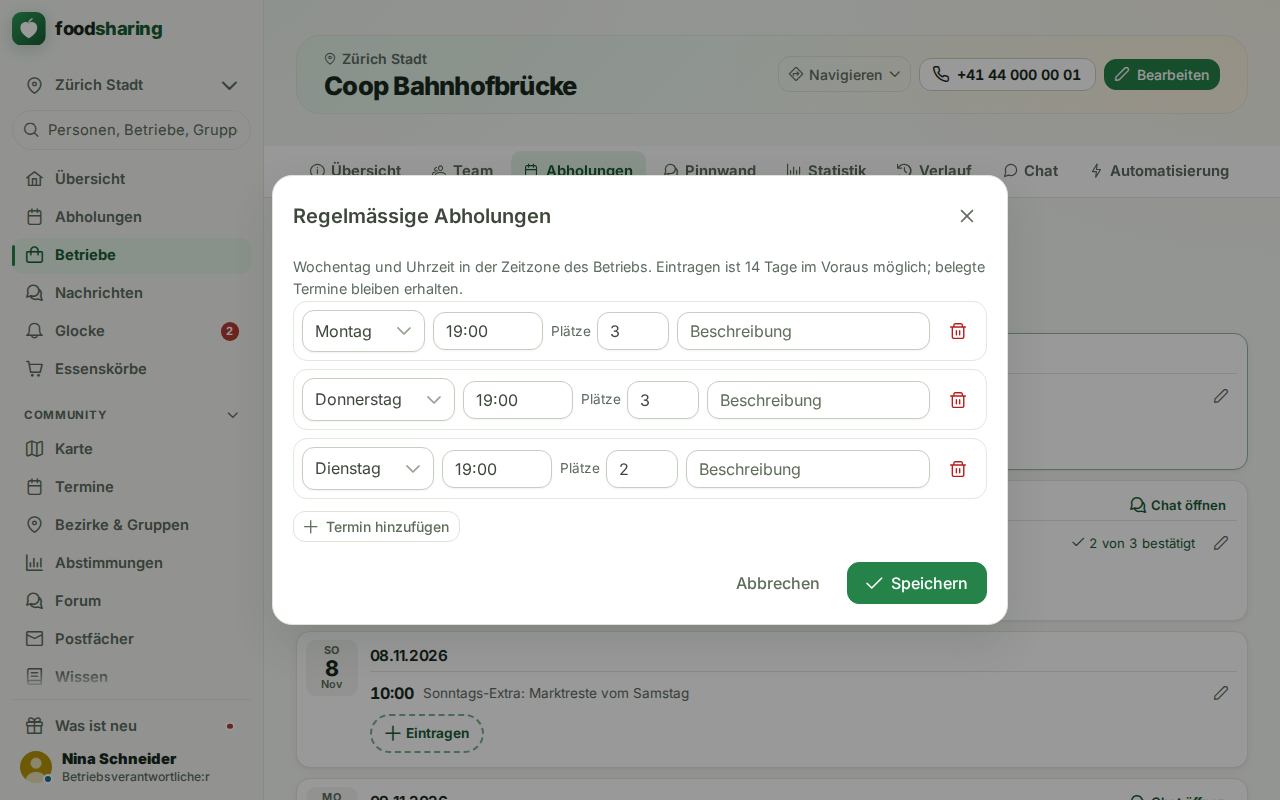 foodsharing
Zürich Stadt
Personen, Betriebe, Grupp
Übersicht
Abholungen
Betriebe
Nachrichten
Glocke 2
Essenskörbe
COMMUNITY
Karte
Termine
Bezirke & Gruppen
Abstimmungen
Forum
Postfächer
Wissen
Was ist neu
Nina Schneider
Betriebsverantwortliche:r
Zürich Stadt
Coop Bahnhofbrücke
Navigieren
+41 44 000 00 01
Bearbeiten
Übersicht Team Abholungen Pinnwand Statistik Verlauf Chat Automatisierung
Regelmässige Abholungen
Wochentag und Uhrzeit in der Zeitzone des Betriebs. Eintragen ist 14 Tage im Voraus möglich; belegte
Termine bleiben erhalten.
Montag 19:00 Plätze 3 Beschreibung
Donnerstag 19:00 Plätze 3 Beschreibung
Dienstag 19:00 Plätze 2 Beschreibung
Termin hinzufügen
Abbrechen Speichern
Chat öffnen
2 von 3 bestätigt
SO
8
Nov
08.11.2026
10:00 Sonntags-Extra: Marktreste vom Samstag
Eintragen
MO
09.11.2026
Chat öffnen